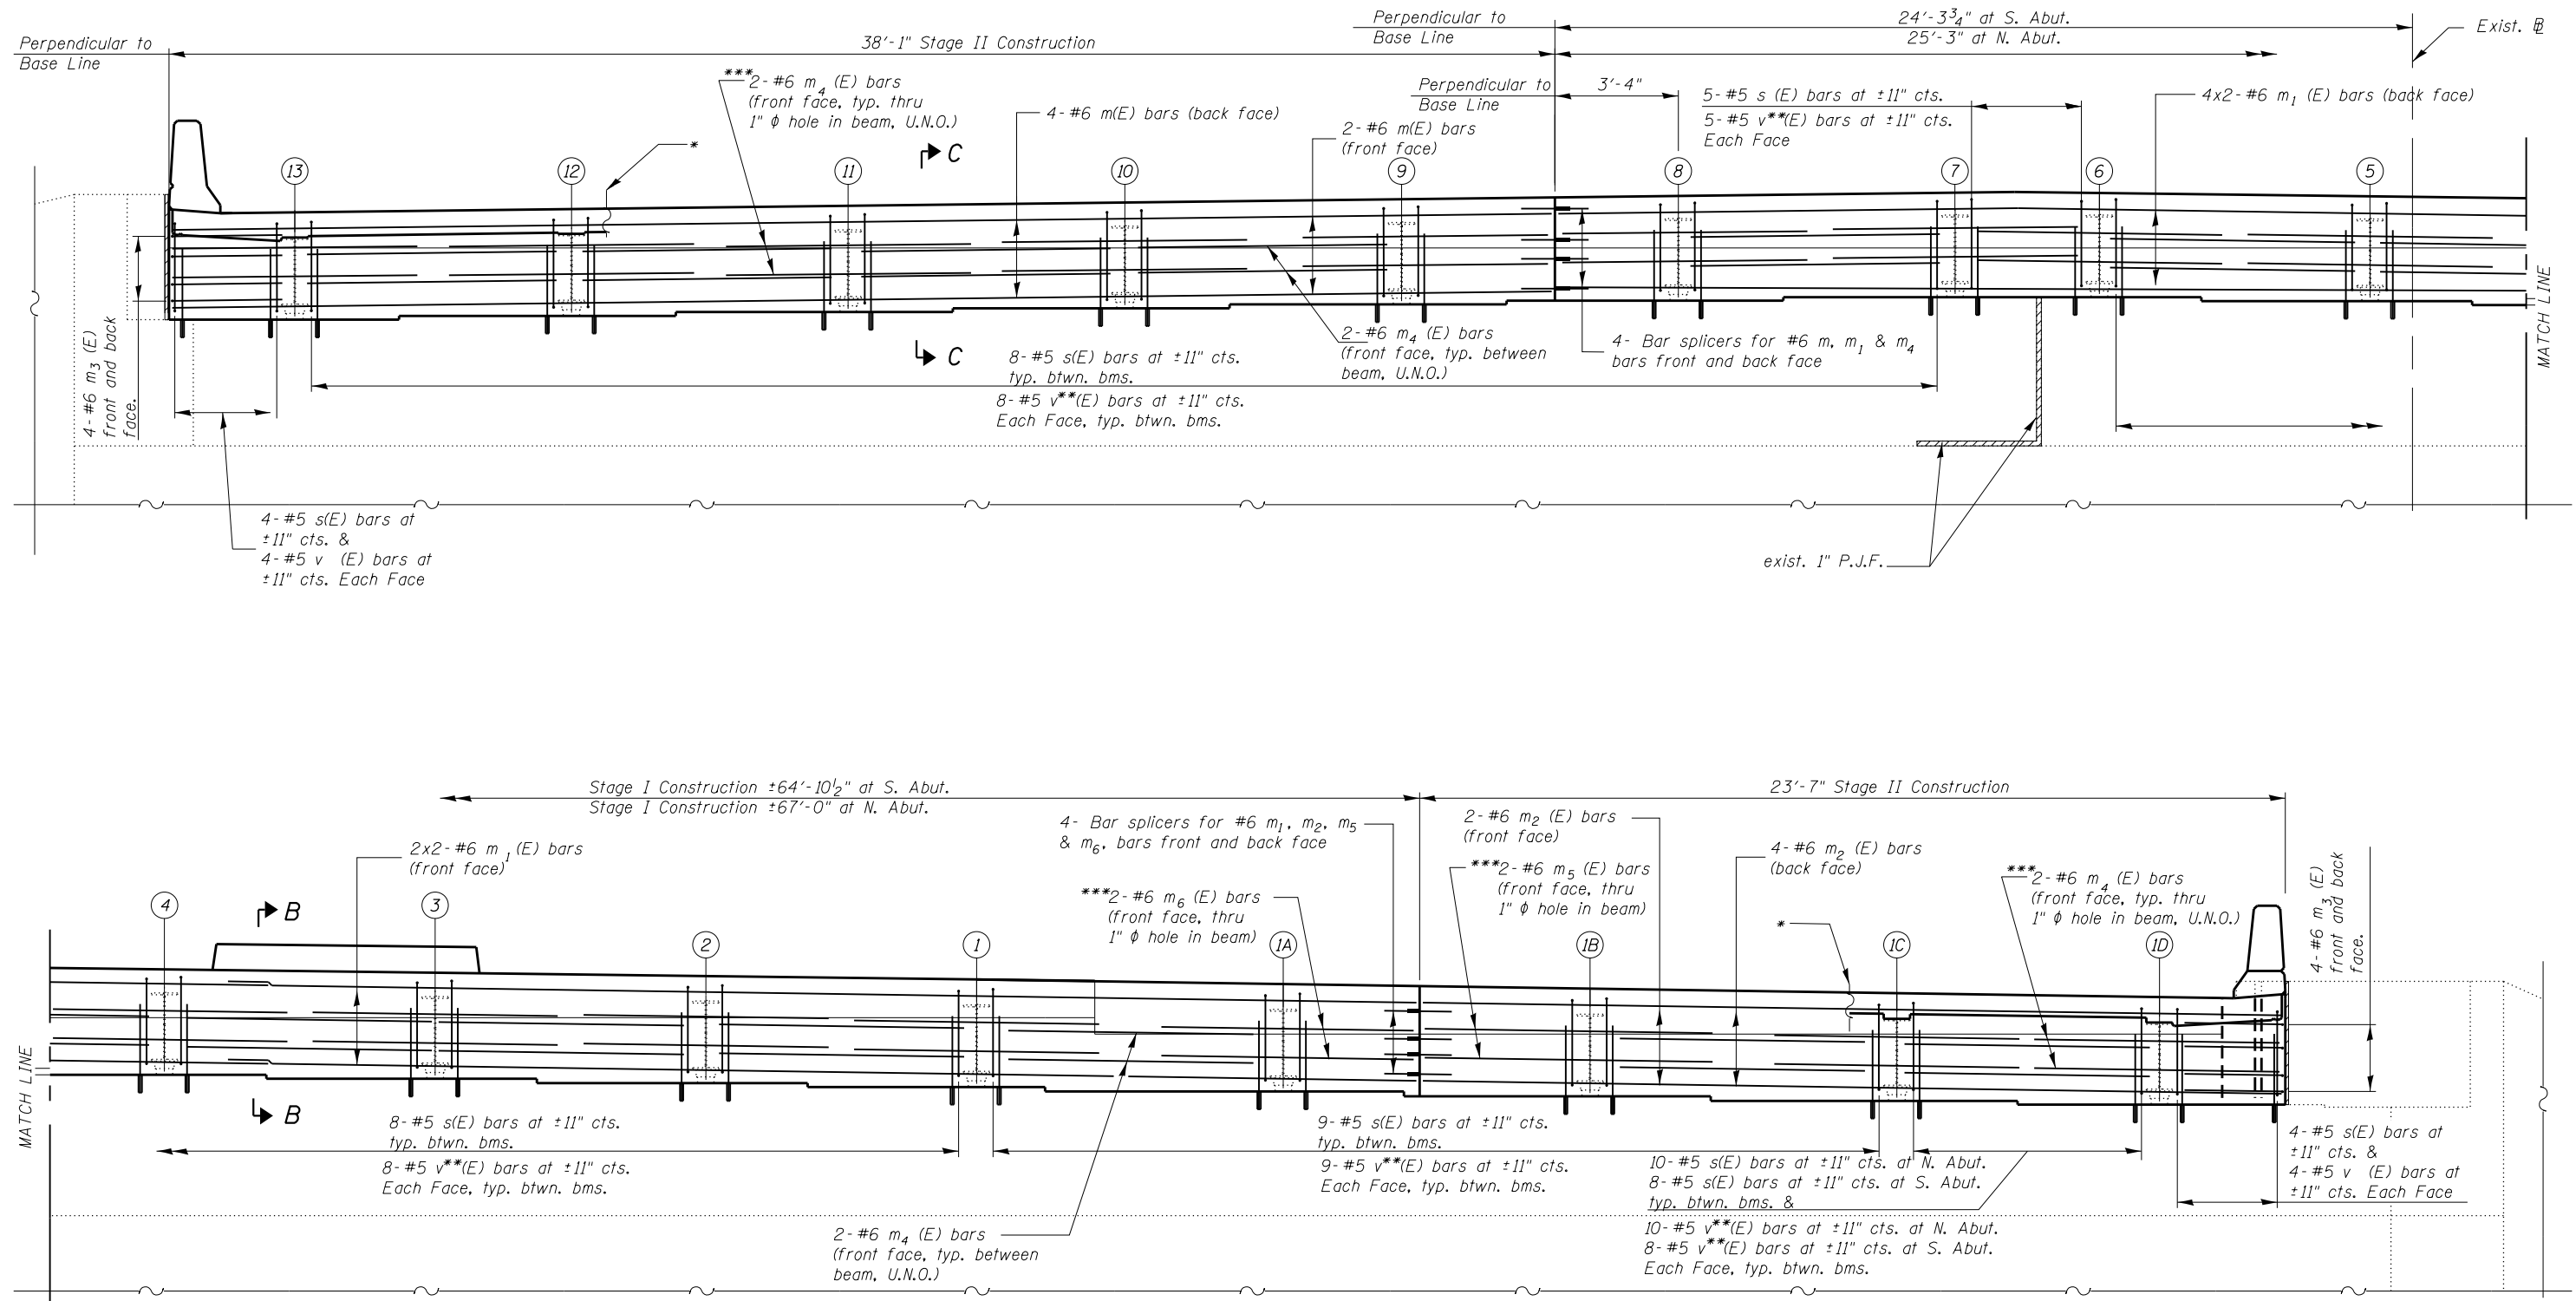 Perpendicular to
Base Line
38'-1" Stage II Construction
Perpendicular to
Base Line
24'-3¾" at S. Abut.
25'-3" at N. Abut.
Exist. ℄
***2-#6 m4 (E) bars
(front face, typ. thru
1" ϕ hole in beam, U.N.O.)
4-#6 m(E) bars (back face)
2-#6 m(E) bars
(front face)
Perpendicular to
Base Line
3'-4"
5-#5 s (E) bars at ±11" cts.
5-#5 v**(E) bars at ±11" cts.
Each Face
4x2-#6 m1 (E) bars (back face)
*
C
13
12
11
10
9
8
7
6
5
MATCH LINE
4-#6 m3 (E)
front and back
face.
C
8-#5 s(E) bars at ±11" cts.
typ. btwn. bms.
8-#5 v**(E) bars at ±11" cts.
Each Face, typ. btwn. bms.
2-#6 m4 (E) bars
(front face, typ. between
beam, U.N.O.)
4- Bar splicers for #6 m, m1 & m4
bars front and back face
4-#5 s(E) bars at
±11" cts. &
4-#5 v (E) bars at
±11" cts. Each Face
exist. 1" P.J.F.
Stage I Construction ±64'-10½" at S. Abut.
Stage I Construction ±67'-0" at N. Abut.
23'-7" Stage II Construction
2x2-#6 m1 (E) bars
(front face)
4- Bar splicers for #6 m1, m2, m5
& m6, bars front and back face
***2-#6 m6 (E) bars
(front face, thru
1" ϕ hole in beam)
2-#6 m2 (E) bars
(front face)
***2-#6 m5 (E) bars
(front face, thru
1" ϕ hole in beam)
4-#6 m2 (E) bars
(back face)
*
***2-#6 m4 (E) bars
(front face, typ. thru
1" ϕ hole in beam, U.N.O.)
4-#6 m3 (E)
front and back
face.
4
B
3
2
1
1A
1B
1C
1D
MATCH LINE
B
8-#5 s(E) bars at ±11" cts.
typ. btwn. bms.
8-#5 v**(E) bars at ±11" cts.
Each Face, typ. btwn. bms.
9-#5 s(E) bars at ±11" cts.
typ. btwn. bms.
9-#5 v**(E) bars at ±11" cts.
Each Face, typ. btwn. bms.
10-#5 s(E) bars at ±11" cts. at N. Abut.
8-#5 s(E) bars at ±11" cts. at S. Abut.
typ. btwn. bms. &
10-#5 v**(E) bars at ±11" cts. at N. Abut.
8-#5 v**(E) bars at ±11" cts. at S. Abut.
Each Face, typ. btwn. bms.
4-#5 s(E) bars at
±11" cts. &
4-#5 v (E) bars at
±11" cts. Each Face
2-#6 m4 (E) bars
(front face, typ. between
beam, U.N.O.)